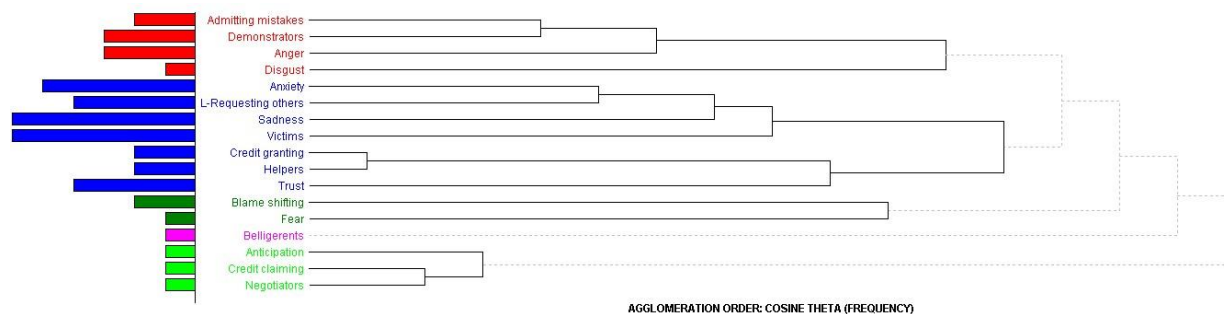 Admitting mistakes
Demonstrators
Anger
Disgust
Anxiety
L-Requesting others
Sadness
Victims
Credit granting
Helpers
Trust
Blame shifting
Fear
Belligerents
Anticipation
Credit claiming
Negotiators
AGGLOMERATION ORDER: COSINE THETA (FREQUENCY)